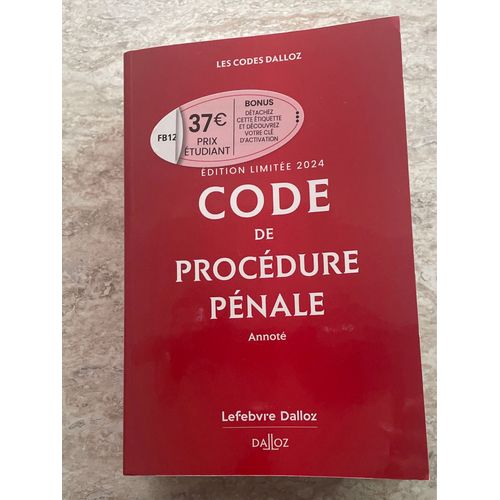 LES CODES DALLOZ
FB12
37€
PRIX
ÉTUDIANT
BONUS
DÉTACHEZ
CETTE ÉTIQUETTE
ET DÉCOUVREZ
VOTRE CLÉ
D'ACTIVATION
ÉDITION LIMITÉE 2024
CODE
DE
PROCÉDURE
PÉNALE
Annoté
Lefebvre Dalloz
DALLOZ